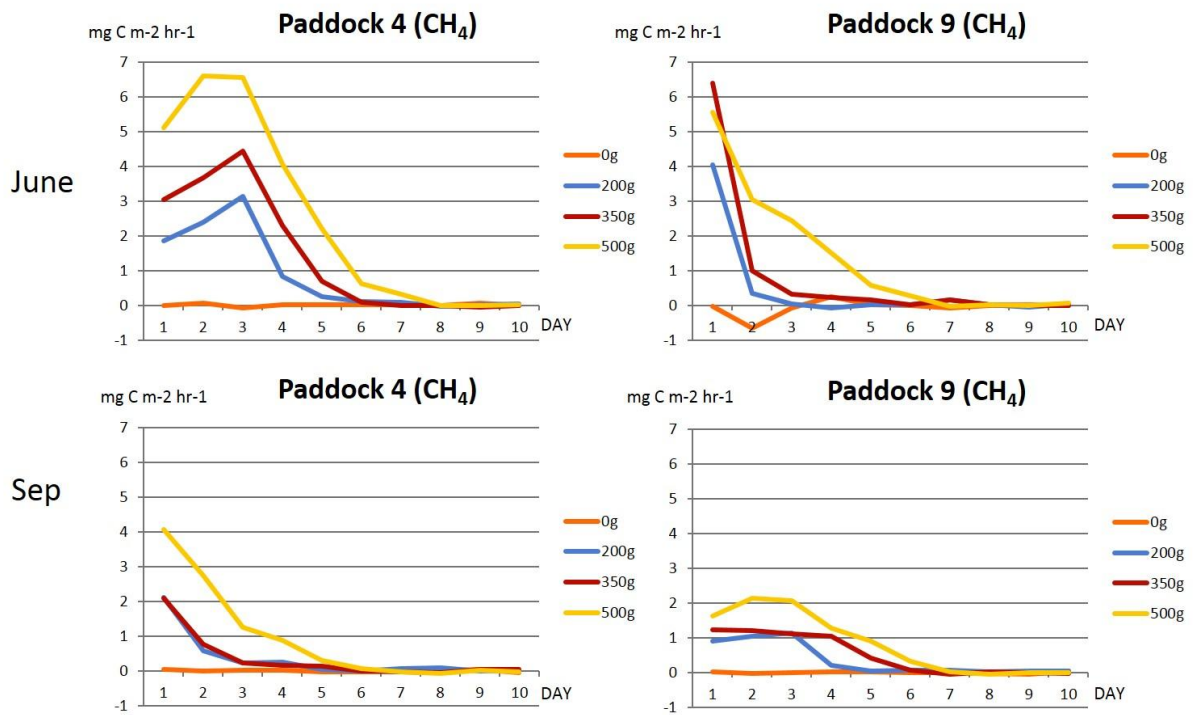 Paddock 4 (CH4)
mg C m-2 hr-1
7
6
5
4
3
2
1
0
-1
1 2 3 4 5 6 7 8 9 10 DAY
0g
200g
350g
500g
Paddock 9 (CH4)
mg C m-2 hr-1
7
6
5
4
3
2
1
0
-1
1 2 3 4 5 6 7 8 9 10 DAY
0g
200g
350g
500g
June
Paddock 4 (CH4)
mg C m-2 hr-1
7
6
5
4
3
2
1
0
-1
1 2 3 4 5 6 7 8 9 10 DAY
0g
200g
350g
500g
Paddock 9 (CH4)
mg C m-2 hr-1
7
6
5
4
3
2
1
0
-1
1 2 3 4 5 6 7 8 9 10 DAY
0g
200g
350g
500g
Sep